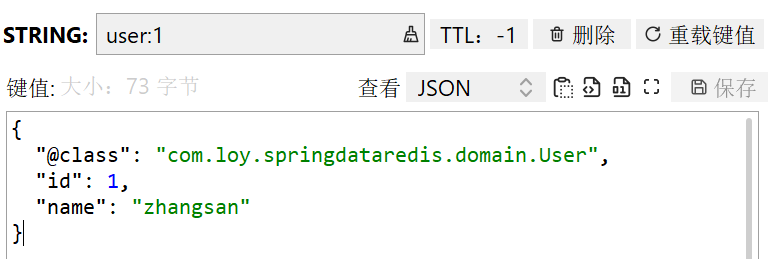 STRING: user:1 TTL：-1 删除 重载键值
键值: 大小：73 字节 查看 JSON 保存
{
"@class": "com.loy.springdataredis.domain.User",
"id": 1,
"name": "zhangsan"
}